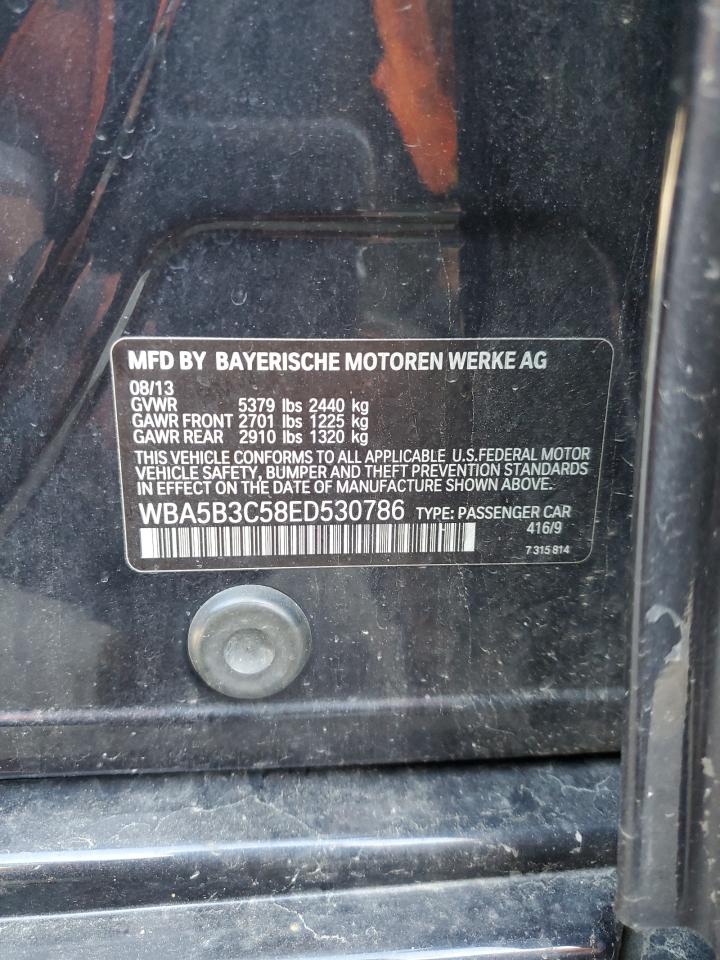 MFD BY BAYERISCHE MOTOREN WERKE AG
08/13
GVWR 5379 lbs 2440 kg
GAWR FRONT 2701 lbs 1225 kg
GAWR REAR 2910 lbs 1320 kg
THIS VEHICLE CONFORMS TO ALL APPLICABLE U.S.FEDERAL MOTOR
VEHICLE SAFETY, BUMPER AND THEFT PREVENTION STANDARDS
IN EFFECT ON THE DATE OF MANUFACTURE SHOWN ABOVE.
WBA5B3C58ED530786 TYPE: PASSENGER CAR
416/9
7 315 814